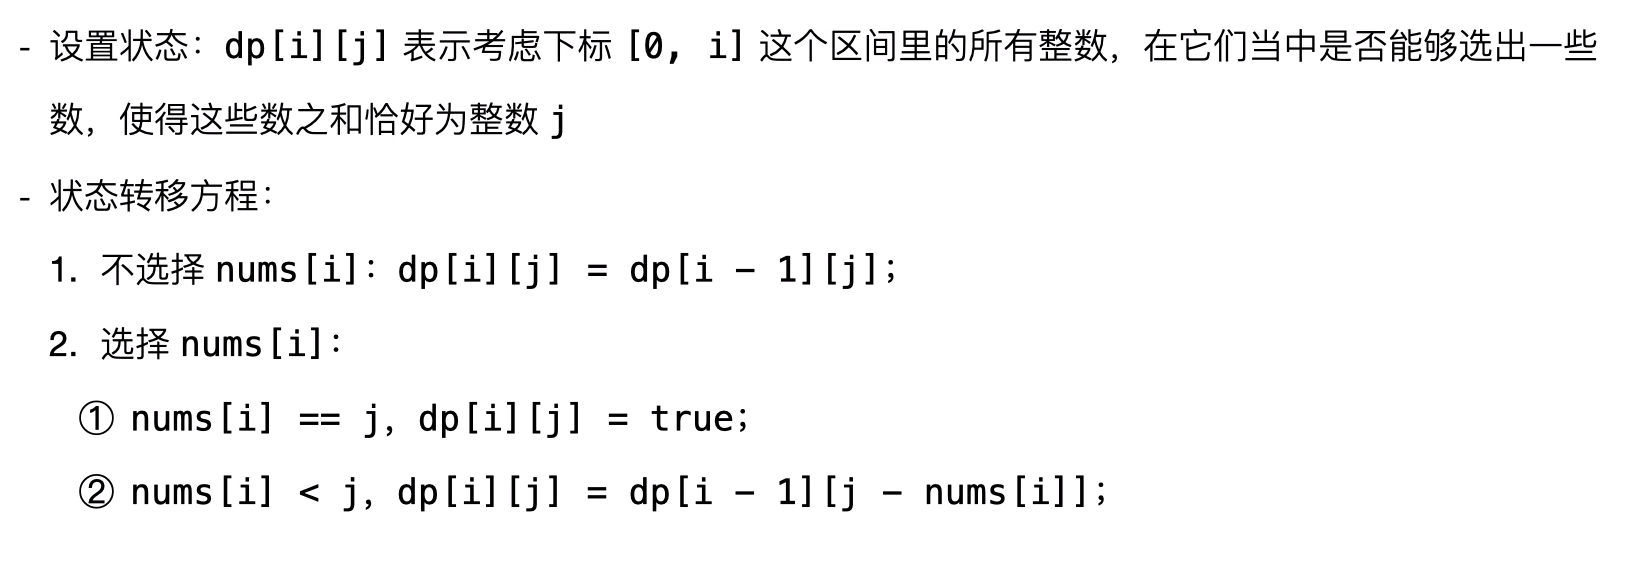 - 设置状态：dp[i][j] 表示考虑下标 [0, i] 这个区间里的所有整数，在它们当中是否能够选出一些
数，使得这些数之和恰好为整数 j
- 状态转移方程：
1. 不选择 nums[i]：dp[i][j] = dp[i - 1][j]；
2. 选择 nums[i]：
① nums[i] == j，dp[i][j] = true；
② nums[i] < j，dp[i][j] = dp[i - 1][j - nums[i]]；